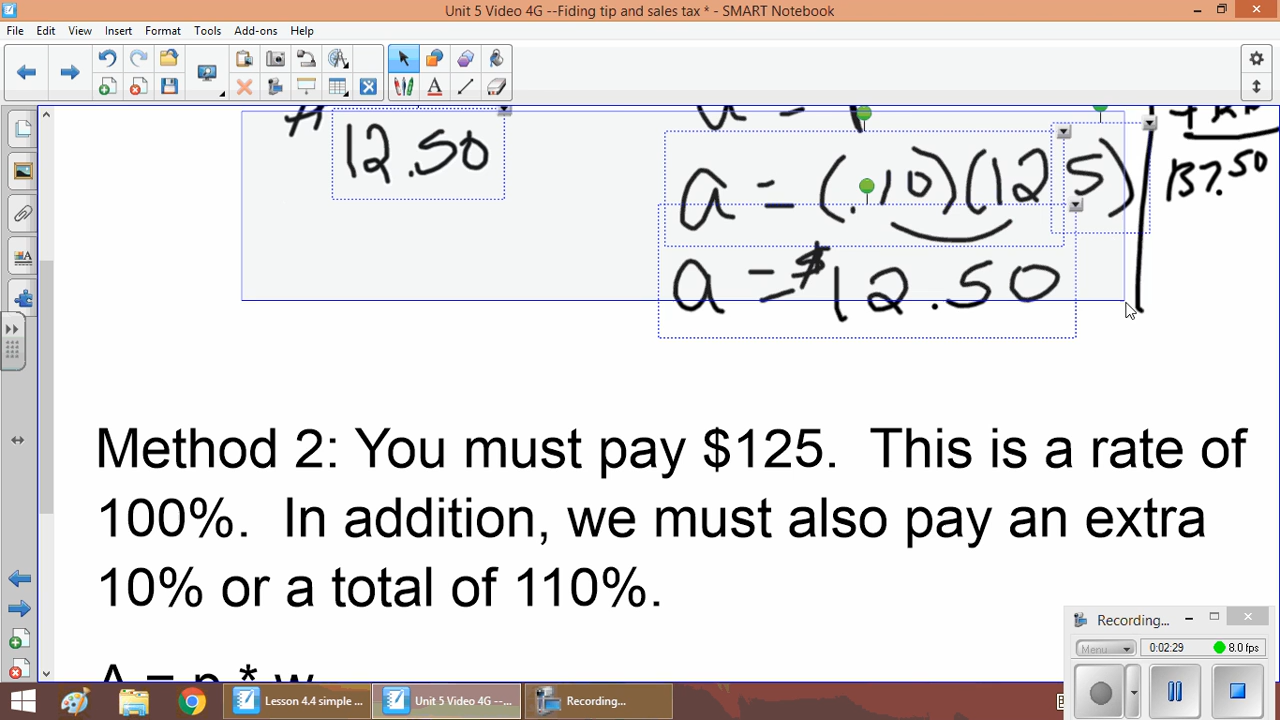 Unit 5 Video 4G --Fiding tip and sales tax * - SMART Notebook
File Edit View Insert Format Tools Add-ons Help
12.50
a = (.10)(125)
137.50
a = $12.50
Method 2: You must pay $125. This is a rate of
100%. In addition, we must also pay an extra
10% or a total of 110%.
A = p * w
Recording...
Menu
0:02:29
8.0 fps
Lesson 4.4 simple ...
Unit 5 Video 4G --...
Recording...